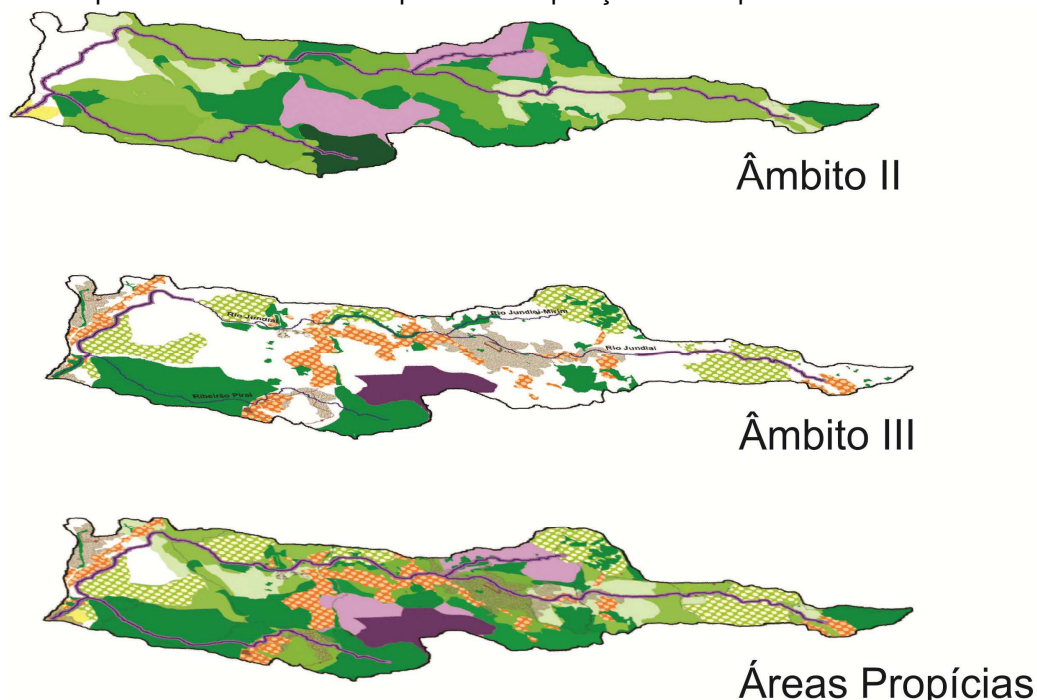 Âmbito II
Rio Jundiaí
Rio Jundiaí-Mirim
Rio Jundiaí
Ribeirão Piraí
Âmbito III
Áreas Propícias